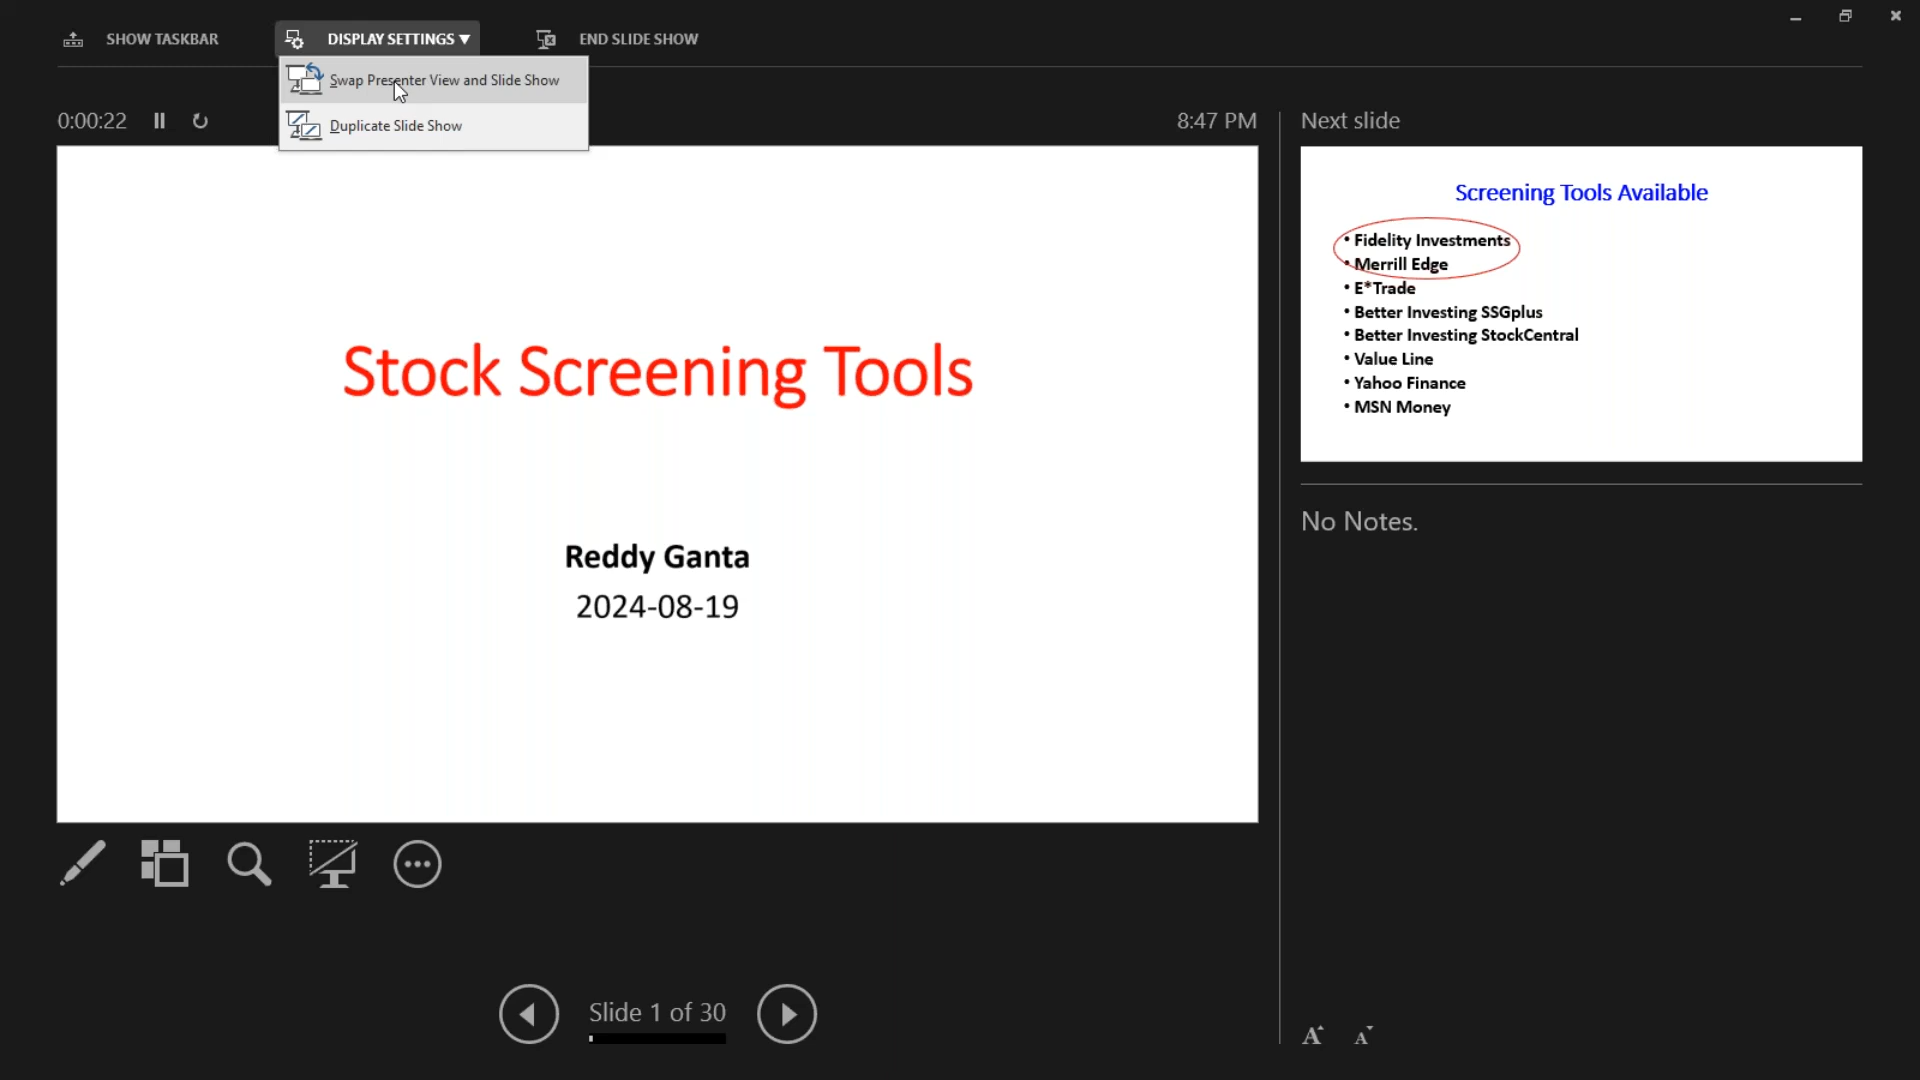 SHOW TASKBAR
DISPLAY SETTINGS ▼
END SLIDE SHOW
Swap Presenter View and Slide Show
Duplicate Slide Show
0:00:22
8:47 PM
Stock Screening Tools
Reddy Ganta
2024-08-19
Slide 1 of 30
Next slide
Screening Tools Available
• Fidelity Investments
• Merrill Edge
• E*Trade
• Better Investing SSGplus
• Better Investing StockCentral
• Value Line
• Yahoo Finance
• MSN Money
No Notes.
A
A